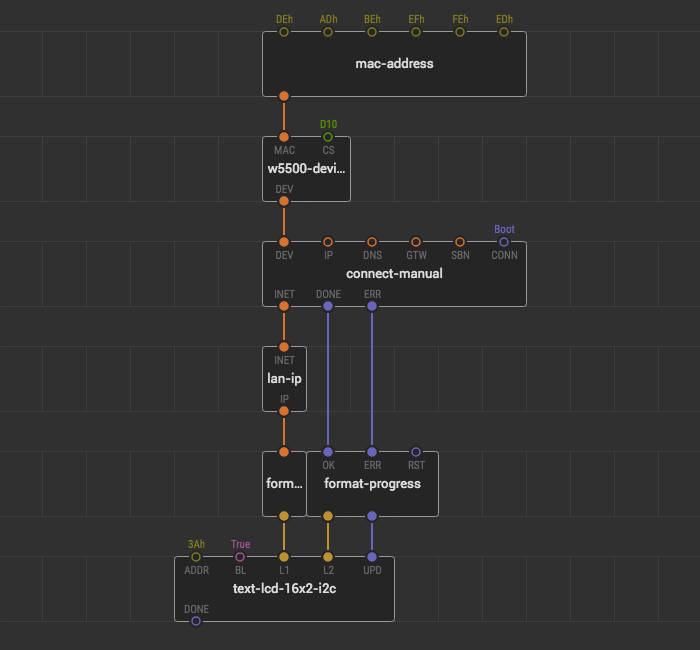 DEh ADh BEh EFh FEh EDh
mac-address
D10
MAC CS
w5500-devi...
DEV
Boot
DEV IP DNS GTW SBN CONN
connect-manual
INET DONE ERR
INET
lan-ip
IP
OK ERR RST
form... format-progress
3Ah True
ADDR BL L1 L2 UPD
text-lcd-16x2-i2c
DONE